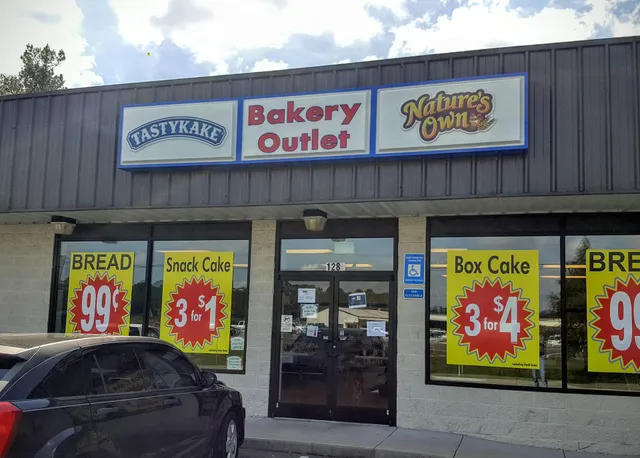 TASTYKAKE
Bakery
Outlet
Nature's
Own
128
BREAD
99¢
Snack Cake
3 for $1
Box Cake
3 for $4
BRE
99